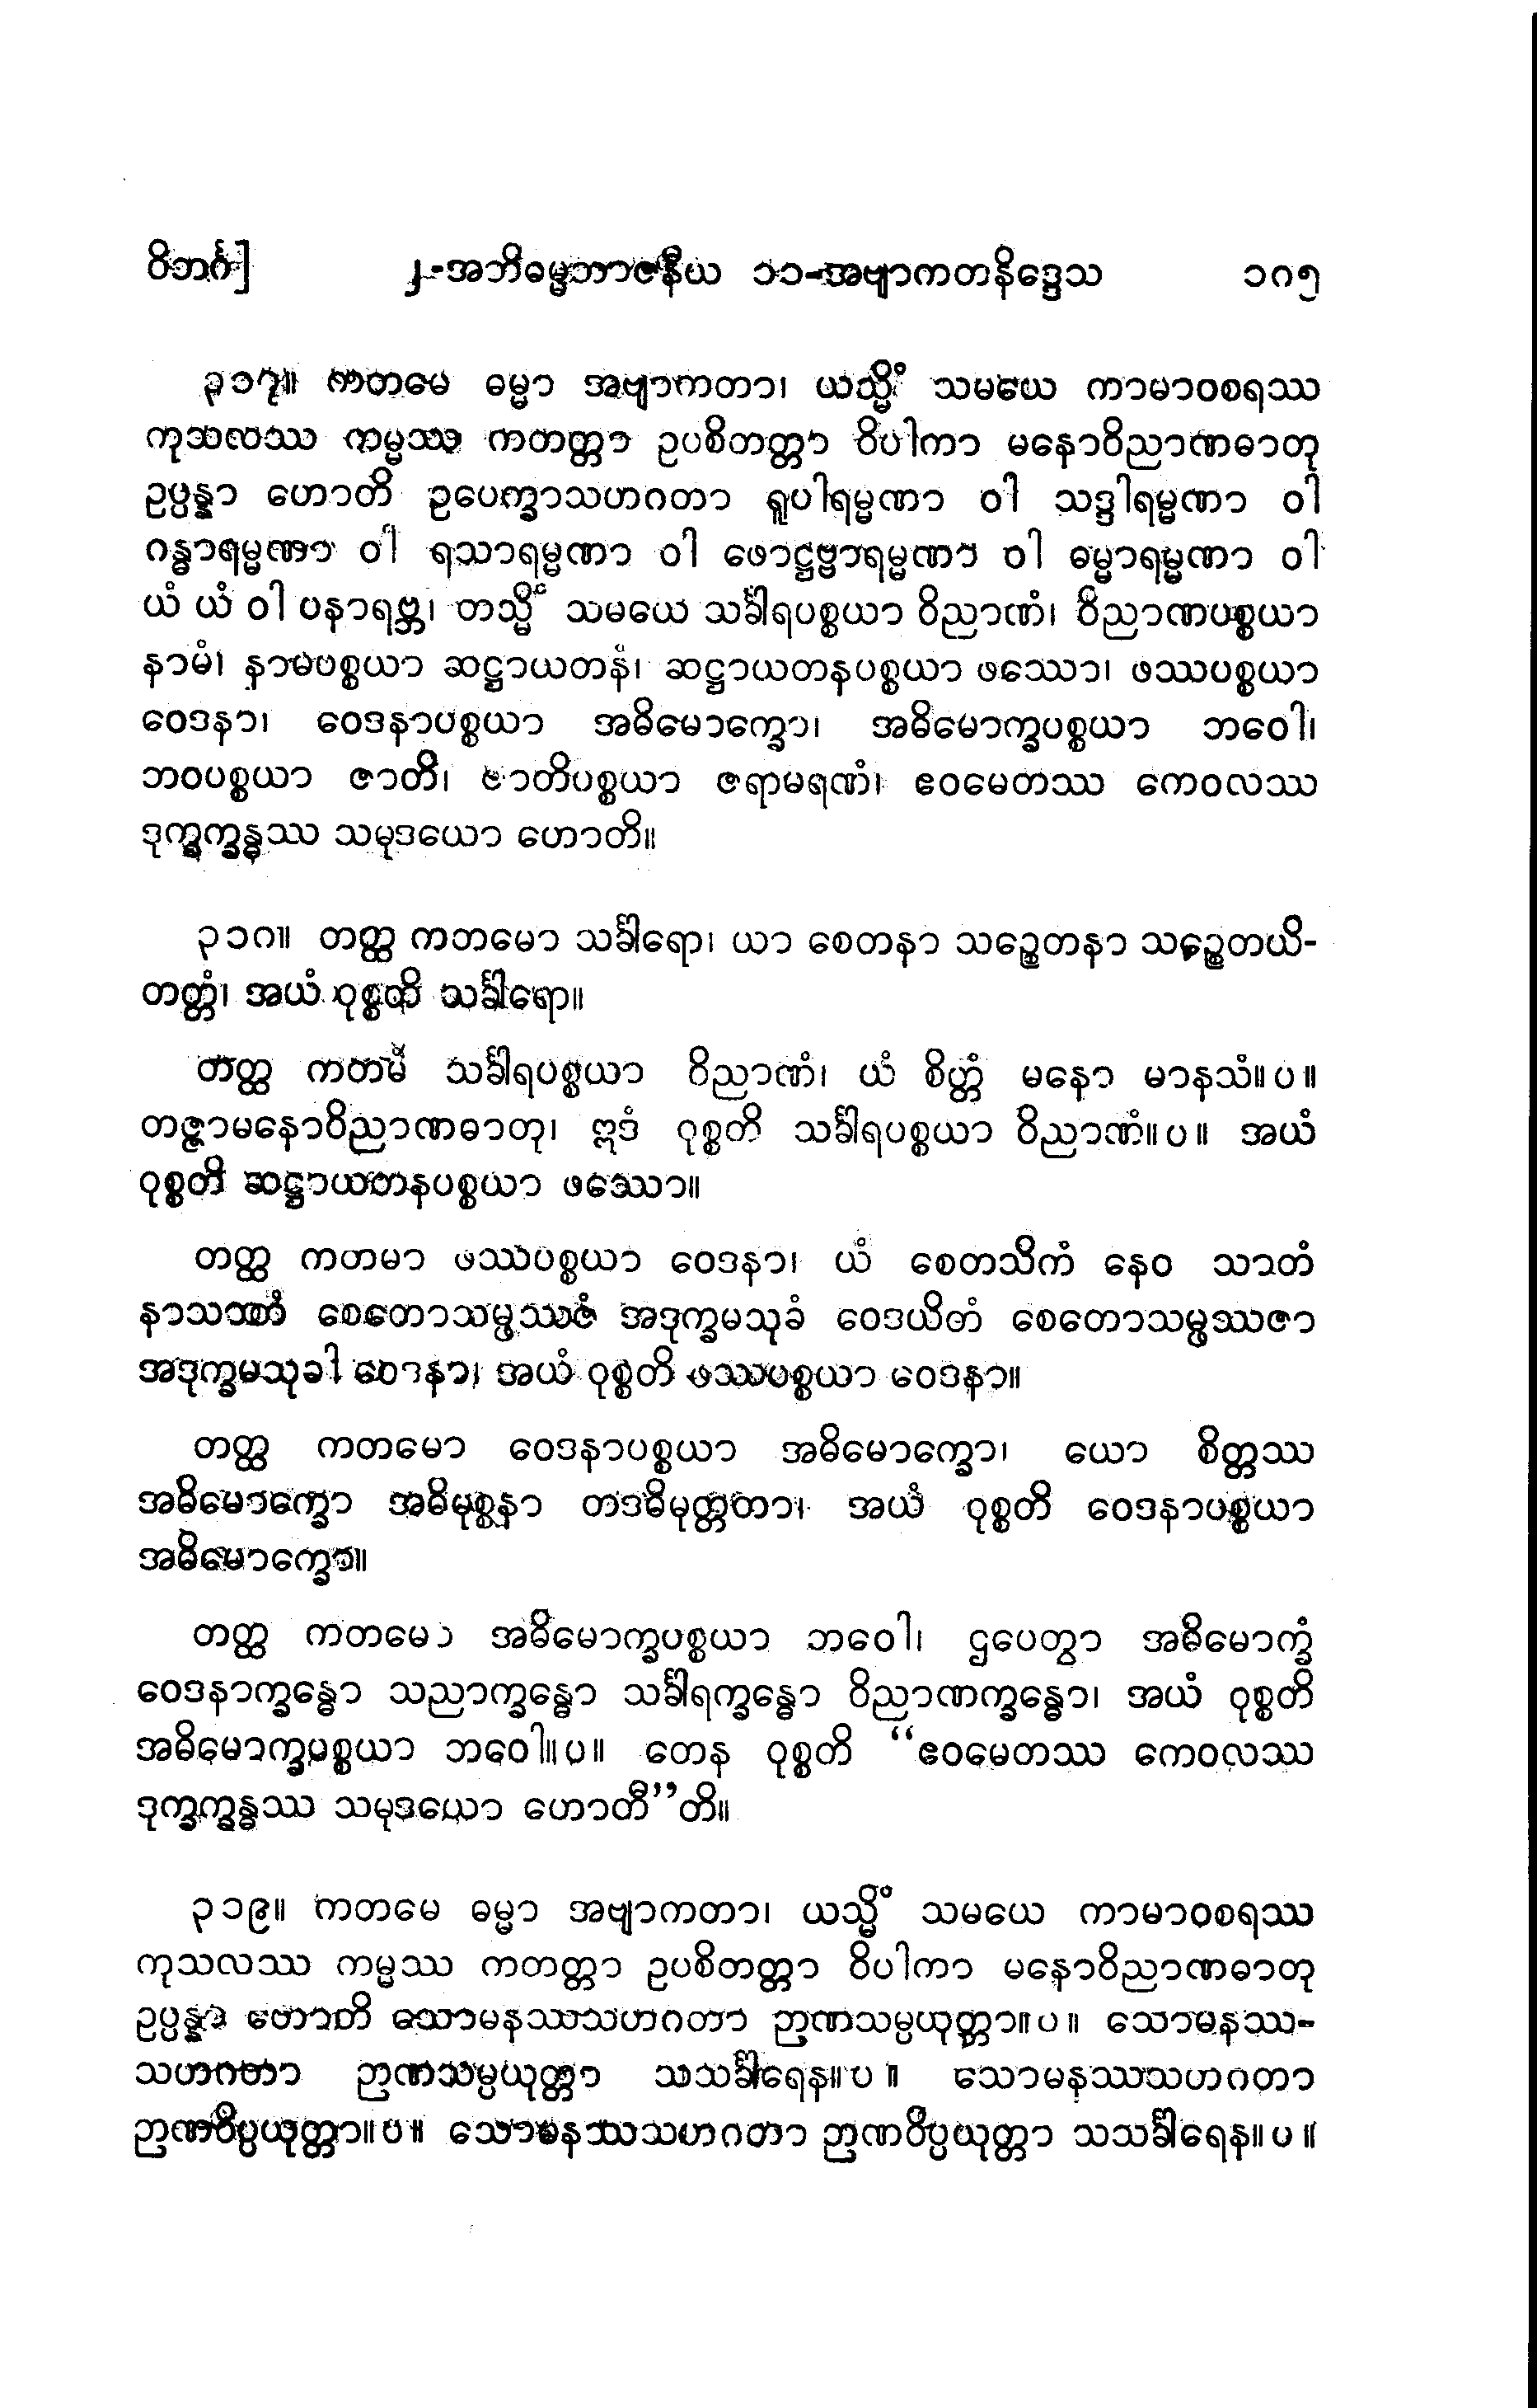 ဝိဘင်္ဂ]	၂-အဘိဓမ္မဘာဇနီယ ၁၁-အဗျာကတနိဒ္ဒေသ	၁၈၅
၃၁၇။ ကတမေ ဓမ္မာ အဗျာကတာ၊ ယသ္မိံ သမယေ ကာမာဝစရဿ
ကုသလဿ ကမ္မဿ ကတတ္တာ ဥပစိတတ္တာ ဝိပါကာ မနောဝိညာဏဓာတု
ဥပ္ပန္နာ ဟောတိ ဥပေက္ခာသဟဂတာ ရူပါရမ္မဏာ ဝါ သဒ္ဒါရမ္မဏာ ဝါ
ဂန္ဓာရမ္မဏာ ဝါ ရသာရမ္မဏာ ဝါ ဖောဋ္ဌဗ္ဗာရမ္မဏာ ဝါ ဓမ္မာရမ္မဏာ ဝါ
ယံ ယံ ဝါ ပနာရဗ္ဘ၊ တသ္မိံ သမယေ သင်္ခါရပစ္စယာ ဝိညာဏံ၊ ဝိညာဏပစ္စယာ
နာမံ၊ နာမပစ္စယာ ဆဋ္ဌာယတနံ၊ ဆဋ္ဌာယတနပစ္စယာ ဖဿော၊ ဖဿပစ္စယာ
ဝေဒနာ၊ ဝေဒနာပစ္စယာ အဓိမောက္ခော၊ အဓိမောက္ခပစ္စယာ ဘဝေါ၊
ဘဝပစ္စယာ ဇာတိ၊ ဇာတိပစ္စယာ ဇရာမရဏံ၊ ဧဝမေတဿ ကေဝလဿ
ဒုက္ခက္ခန္ဓဿ သမုဒယော ဟောတိ။
၃၁၈။ တတ္ထ ကတမော သင်္ခါရော၊ ယာ စေတနာ သဉ္စေတနာ သဉ္စေတယိ-
တတ္တံ၊ အယံ ဝုစ္စတိ သင်္ခါရော။
တတ္ထ ကတမံ သင်္ခါရပစ္စယာ ဝိညာဏံ၊ ယံ စိတ္တံ မနော မာနသံ။ပ။
တဇ္ဇာမနောဝိညာဏဓာတု၊ ဣဒံ ဝုစ္စတိ သင်္ခါရပစ္စယာ ဝိညာဏံ။ပ။ အယံ
ဝုစ္စတိ ဆဋ္ဌာယတနပစ္စယာ ဖဿော။
တတ္ထ ကတမာ ဖဿပစ္စယာ ဝေဒနာ၊ ယံ စေတသိကံ နေဝ သာတံ
နာသာတံ စေတောသမ္ဖဿဇံ အဒုက္ခမသုခံ ဝေဒယိတံ စေတောသမ္ဖဿဇာ
အဒုက္ခမသုခါ ဝေဒနာ၊ အယံ ဝုစ္စတိ ဖဿပစ္စယာ ဝေဒနာ။
တတ္ထ ကတမော ဝေဒနာပစ္စယာ အဓိမောက္ခော၊ ယော စိတ္တဿ
အဓိမောက္ခော အဓိမုစ္စနာ တဒဓိမုတ္တတာ၊ အယံ ဝုစ္စတိ ဝေဒနာပစ္စယာ
အဓိမောက္ခော။
တတ္ထ ကတမော အဓိမောက္ခပစ္စယာ ဘဝေါ၊ ဌပေတွာ အဓိမောက္ခံ
ဝေဒနာက္ခန္ဓော သညာက္ခန္ဓော သင်္ခါရက္ခန္ဓော ဝိညာဏက္ခန္ဓော၊ အယံ ဝုစ္စတိ
အဓိမောက္ခပစ္စယာ ဘဝေါ။ပ။ တေန ဝုစ္စတိ “ဧဝမေတဿ ကေဝလဿ
ဒုက္ခက္ခန္ဓဿ သမုဒယော ဟောတီ”တိ။
၃၁၉။ ကတမေ ဓမ္မာ အဗျာကတာ၊ ယသ္မိံ သမယေ ကာမာဝစရဿ
ကုသလဿ ကမ္မဿ ကတတ္တာ ဥပစိတတ္တာ ဝိပါကာ မနောဝိညာဏဓာတု
ဥပ္ပန္နာ ဟောတိ သောမနဿသဟဂတာ ဉာဏသမ္ပယုတ္တာ။ပ။ သောမနဿ-
သဟဂတာ ဉာဏသမ္ပယုတ္တာ သသင်္ခါရေန။ပ။ သောမနဿသဟဂတာ
ဉာဏဝိပ္ပယုတ္တာ။ပ။ သောမနဿသဟဂတာ ဉာဏဝိပ္ပယုတ္တာ သသင်္ခါရေန။ပ။